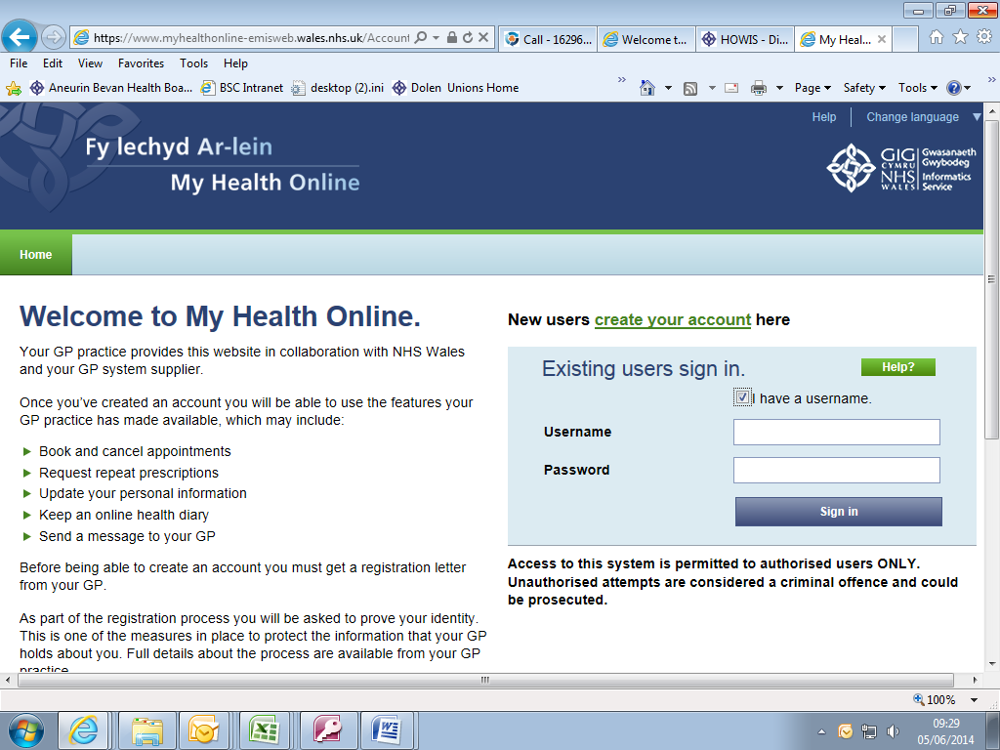 https://www.myhealthonline-emisweb.wales.nhs.uk/Account
Call - 16296...
Welcome t...
HOWIS - Di...
My Heal...
File Edit View Favorites Tools Help
Aneurin Bevan Health Boa... BSC Intranet desktop (2).ini Dolen Unions Home
Page Safety Tools
Help Change language
Fy Iechyd Ar-lein
My Health Online
GIG
CYMRU
NHS
WALES
Gwasanaeth
Gwybodeg
Informatics
Service
Home
Welcome to My Health Online.
Your GP practice provides this website in collaboration with NHS Wales
and your GP system supplier.
Once you've created an account you will be able to use the features your
GP practice has made available, which may include:
Book and cancel appointments
Request repeat prescriptions
Update your personal information
Keep an online health diary
Send a message to your GP
Before being able to create an account you must get a registration letter
from your GP.
As part of the registration process you will be asked to prove your identity.
This is one of the measures in place to protect the information that your GP
holds about you. Full details about the process are available from your GP
practice
New users create your account here
Existing users sign in.
Help?
I have a username.
Username
Password
Sign in
Access to this system is permitted to authorised users ONLY.
Unauthorised attempts are considered a criminal offence and could
be prosecuted.
100%
09:29
05/06/2014